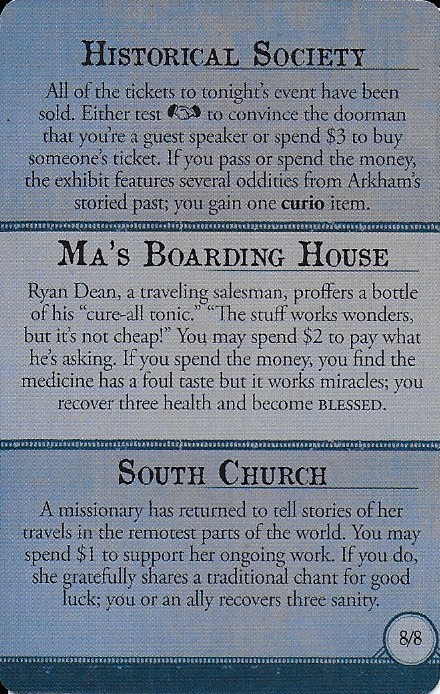 Historical Society
All of the tickets to tonight's event have been
sold. Either test to convince the doorman
that you're a guest speaker or spend $3 to buy
someone's ticket. If you pass or spend the money,
the exhibit features several oddities from Arkham's
storied past; you gain one curio item.
Ma's Boarding House
Ryan Dean, a traveling salesman, proffers a bottle
of his "cure-all tonic." "The stuff works wonders,
but it's not cheap!" You may spend $2 to pay what
he's asking. If you spend the money, you find the
medicine has a foul taste but it works miracles; you
recover three health and become BLESSED.
South Church
A missionary has returned to tell stories of her
travels in the remotest parts of the world. You may
spend $1 to support her ongoing work. If you do,
she gratefully shares a traditional chant for good
luck; you or an ally recovers three sanity.
8/8